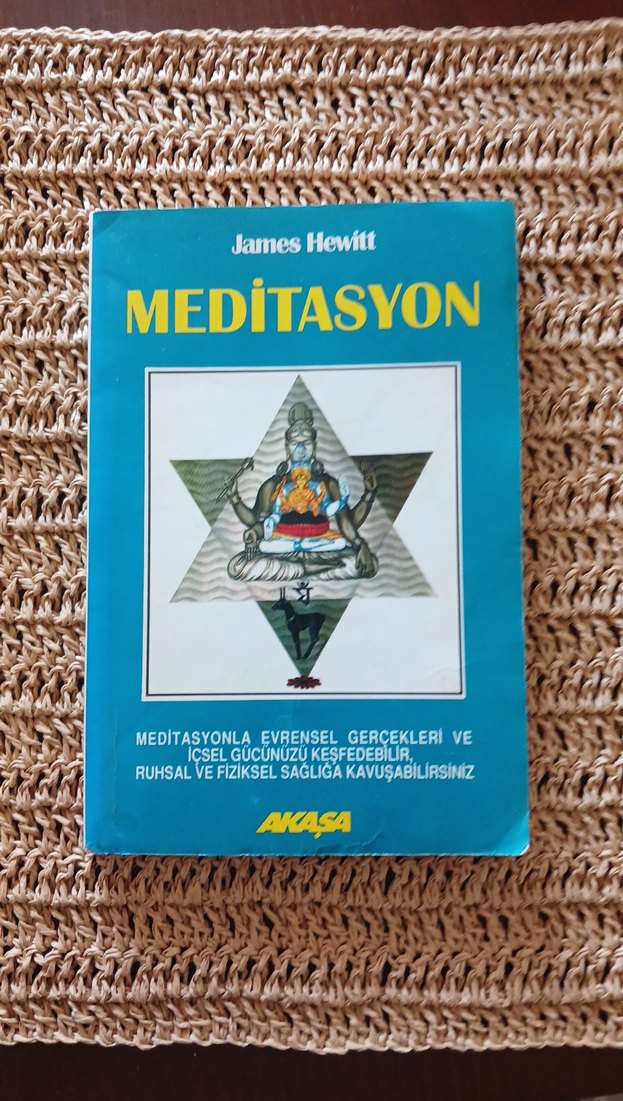 James Hewitt
MEDİTASYON
MEDİTASYONLA EVRENSEL GERÇEKLERİ VE
İÇSEL GÜCÜNÜZÜ KEŞFEDEBİLİR,
RUHSAL VE FİZİKSEL SAĞLIĞA KAVUŞABİLİRSİNİZ
AKAŞA